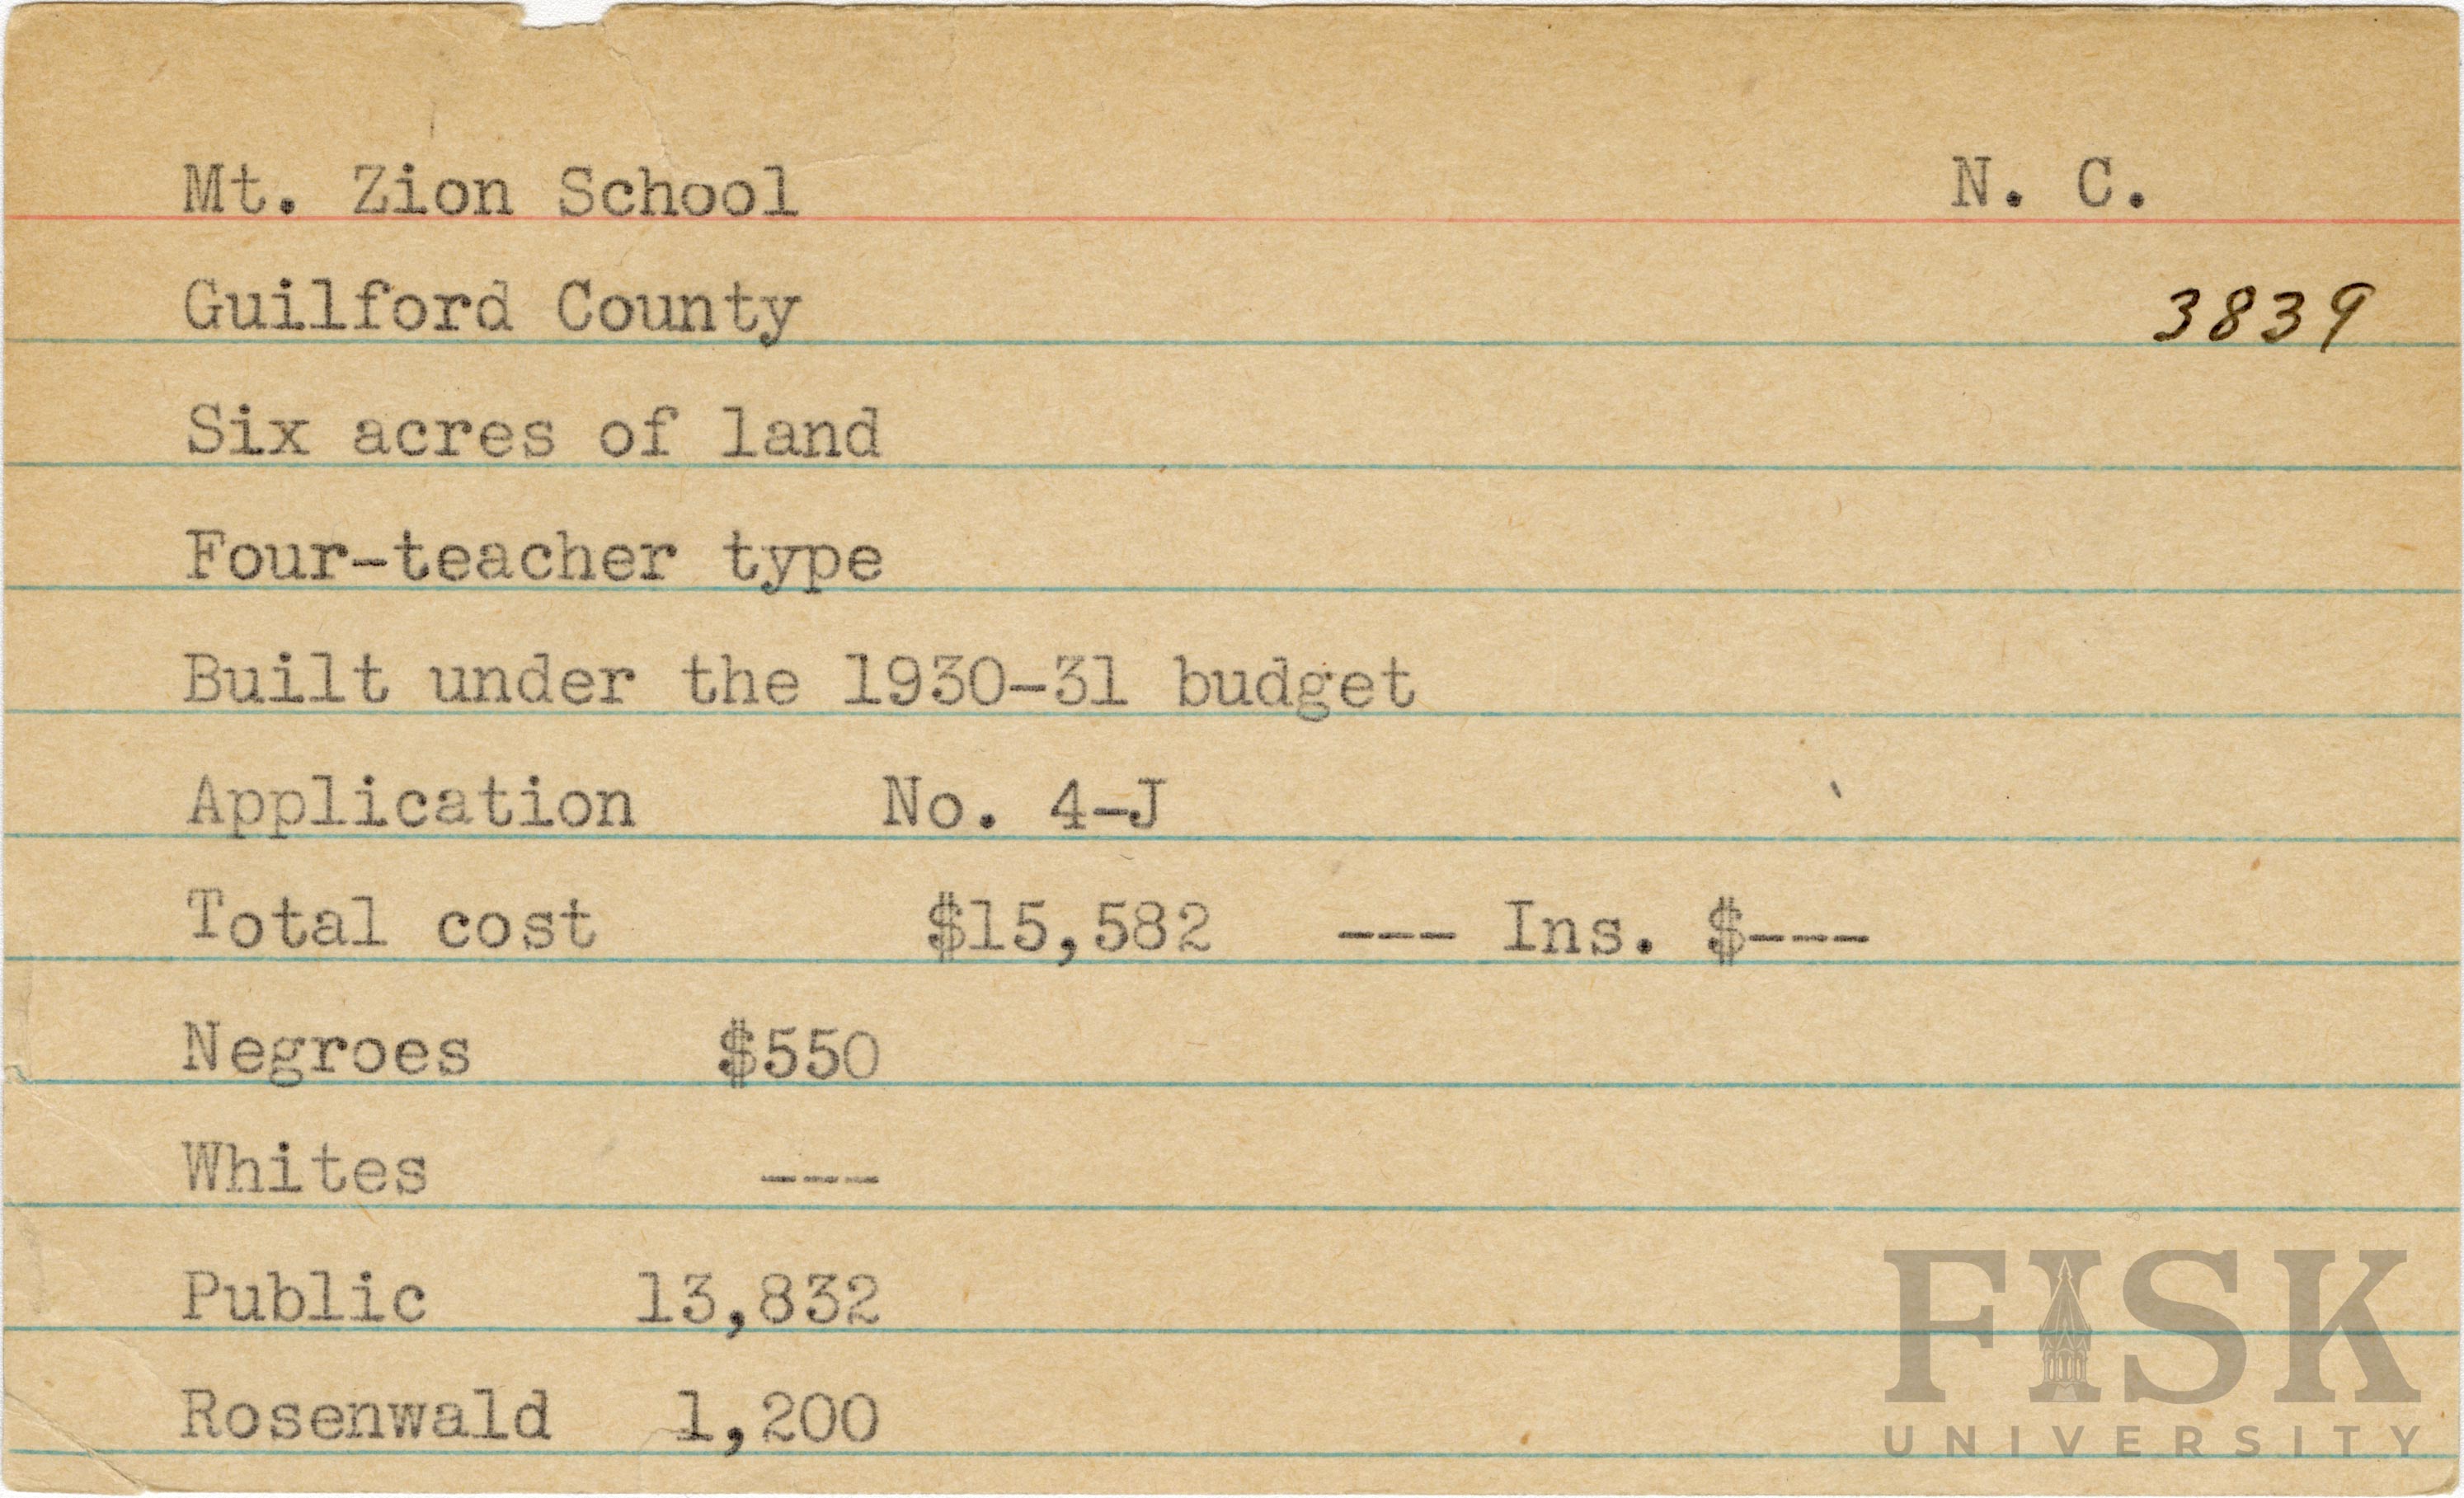 Mt. Zion School N. C.
Guilford County 3839
Six acres of land
Four-teacher type
Built under the 1930-31 budget
Application No. 4-J
Total cost $15,582 --- Ins. $---
Negroes $550
Whites ---
Public 13,832
Rosenwald 1,200
FISK
UNIVERSITY